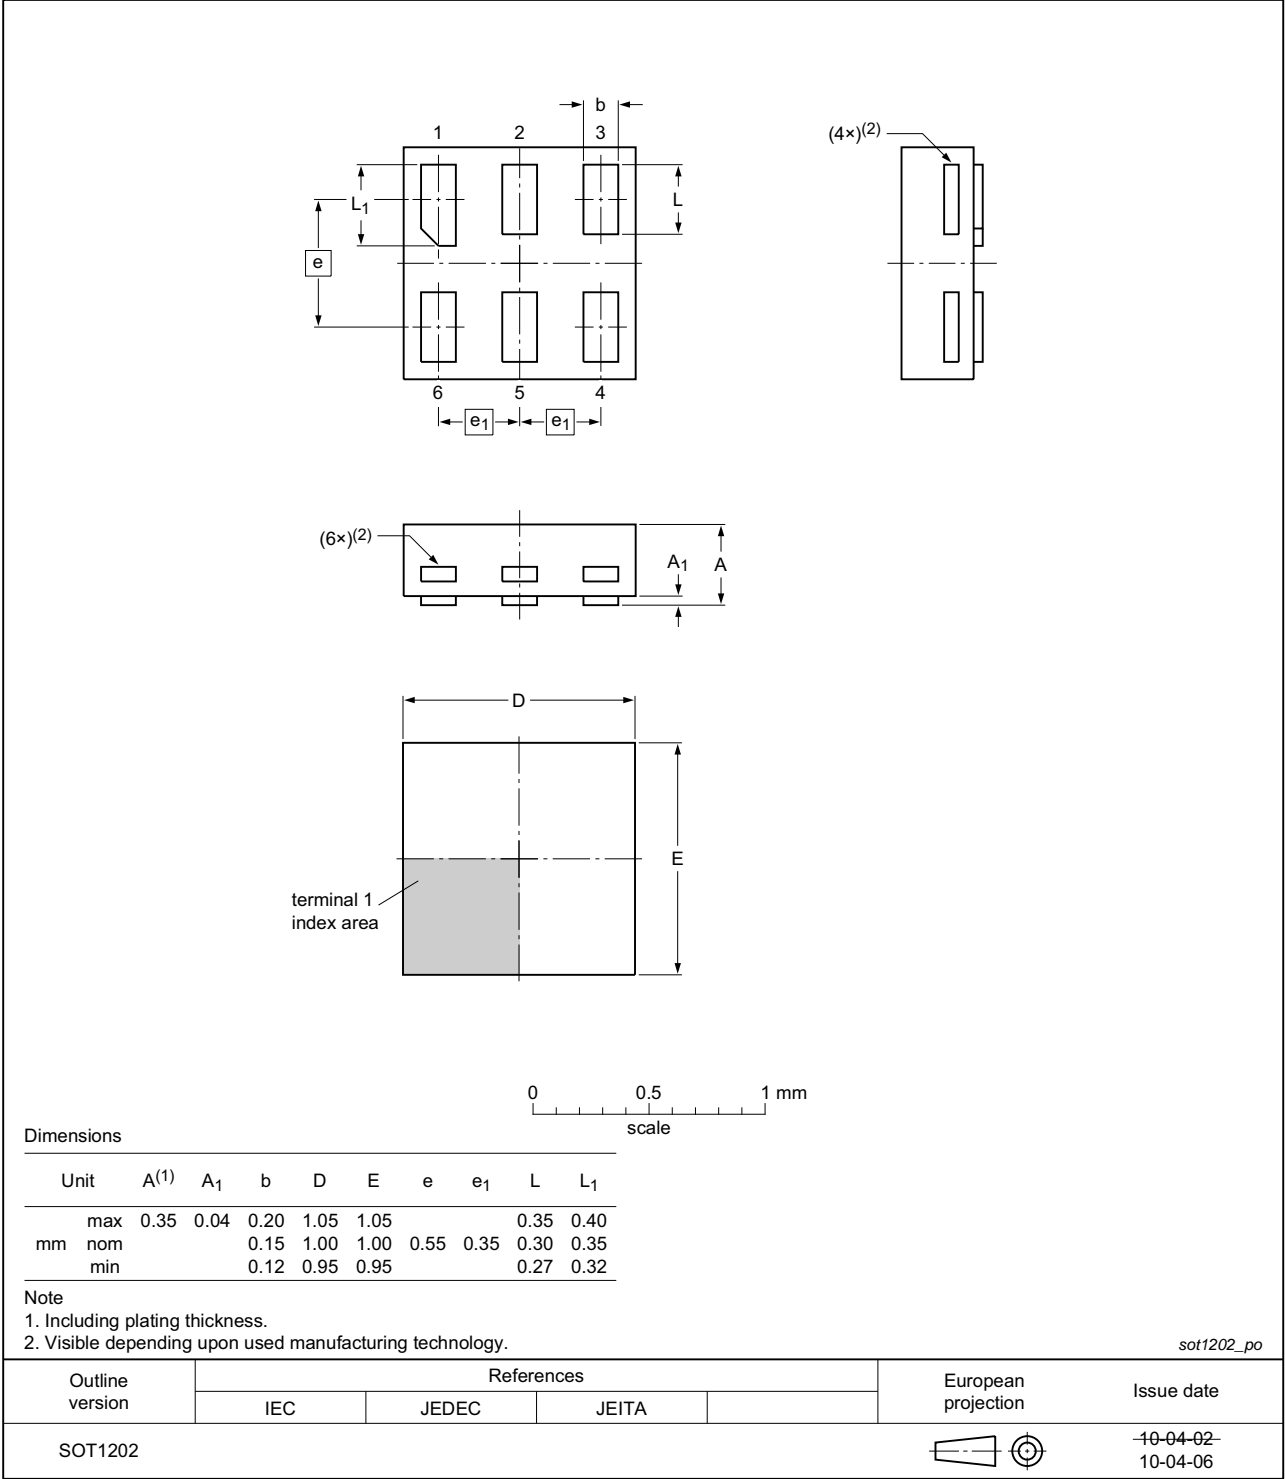 b
1 2 3
(4×)(2)
L1
L
e
6 5 4
e1 e1
(6×)(2)
A1 A
D
E
terminal 1
index area
0 0.5 1 mm
scale
Dimensions
Unit A(1) A1 b D E e e1 L L1
max 0.35 0.04 0.20 1.05 1.05 0.35 0.40
mm nom 0.15 1.00 1.00 0.55 0.35 0.30 0.35
min 0.12 0.95 0.95 0.27 0.32
Note
1. Including plating thickness.
2. Visible depending upon used manufacturing technology.
sot1202_po
Outline version
References
European projection
Issue date
IEC JEDEC JEITA
SOT1202
10-04-02
10-04-06